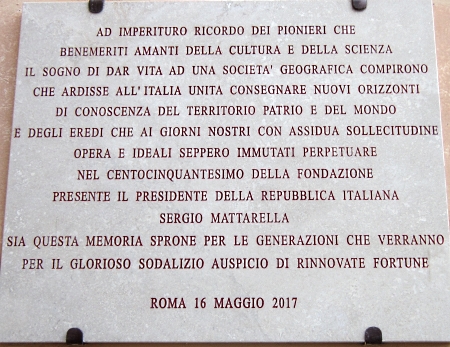 AD IMPERITURO RICORDO DEI PIONIERI CHE
BENEMERITI AMANTI DELLA CULTURA E DELLA SCIENZA
IL SOGNO DI DAR VITA AD UNA SOCIETA' GEOGRAFICA COMPIRONO
CHE ARDISSE ALL'ITALIA UNITA CONSEGNARE NUOVI ORIZZONTI
DI CONOSCENZA DEL TERRITORIO PATRIO E DEL MONDO
E DEGLI EREDI CHE AI GIORNI NOSTRI CON ASSIDUA SOLLECITUDINE
OPERA E IDEALI SEPPERO IMMUTATI PERPETUARE
NEL CENTOCINQUANTESIMO DELLA FONDAZIONE
PRESENTE IL PRESIDENTE DELLA REPUBBLICA ITALIANA
SERGIO MATTARELLA
SIA QUESTA MEMORIA SPRONE PER LE GENERAZIONI CHE VERRANNO
PER IL GLORIOSO SODALIZIO AUSPICIO DI RINNOVATE FORTUNE
ROMA 16 MAGGIO 2017